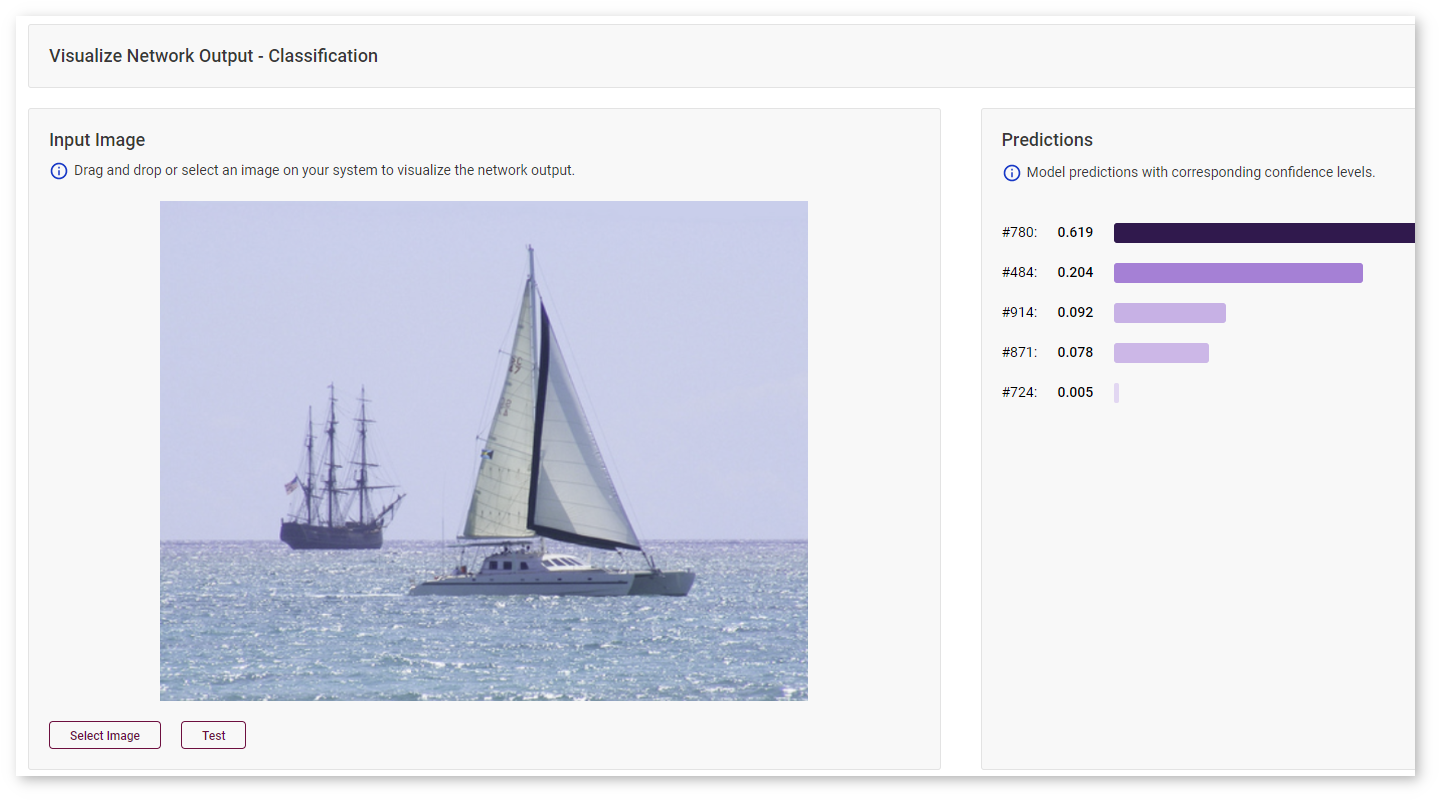 Visualize Network Output - Classification
Input Image
Drag and drop or select an image on your system to visualize the network output.
Select Image
Test
Predictions
Model predictions with corresponding confidence levels.
#780: 0.619
#484: 0.204
#914: 0.092
#871: 0.078
#724: 0.005